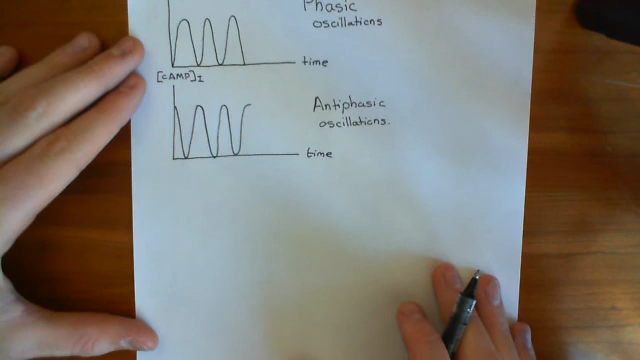 Phasic
oscillations
time
[cAMP]I
Antiphasic
oscillations.
time